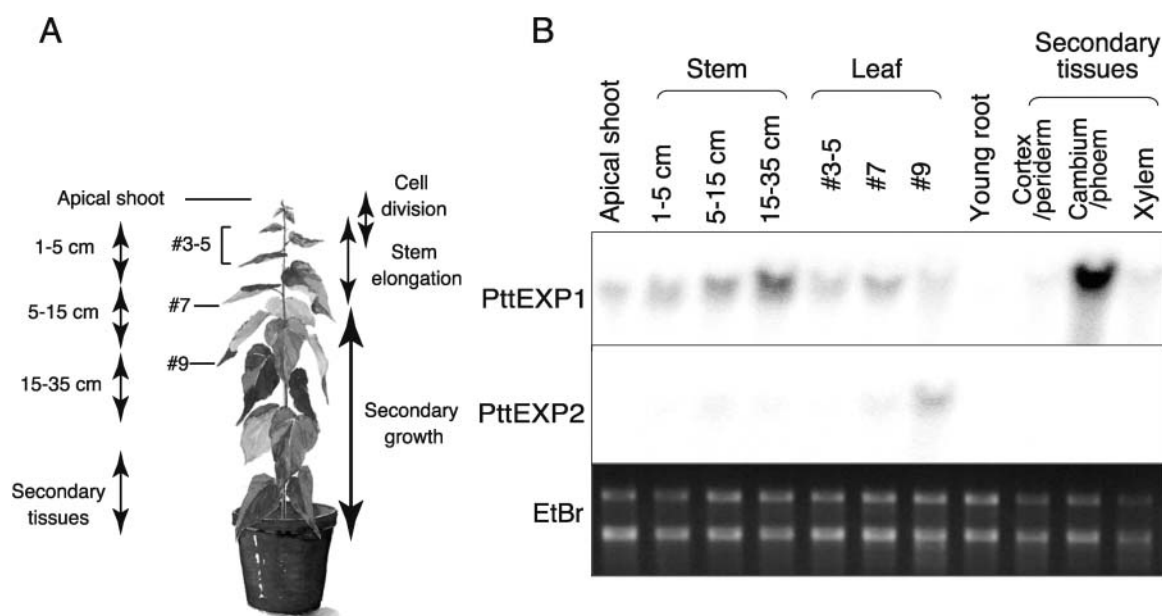 A
Apical shoot
1-5 cm
5-15 cm
15-35 cm
Secondary
tissues
#3-5
#7
#9
Cell
division
Stem
elongation
Secondary
growth
B
Stem
Leaf
Secondary
tissues
Apical shoot
1-5 cm
5-15 cm
15-35 cm
#3-5
#7
#9
Young root
Cortex
/periderm
Cambium
/phoem
Xylem
PttEXP1
PttEXP2
EtBr